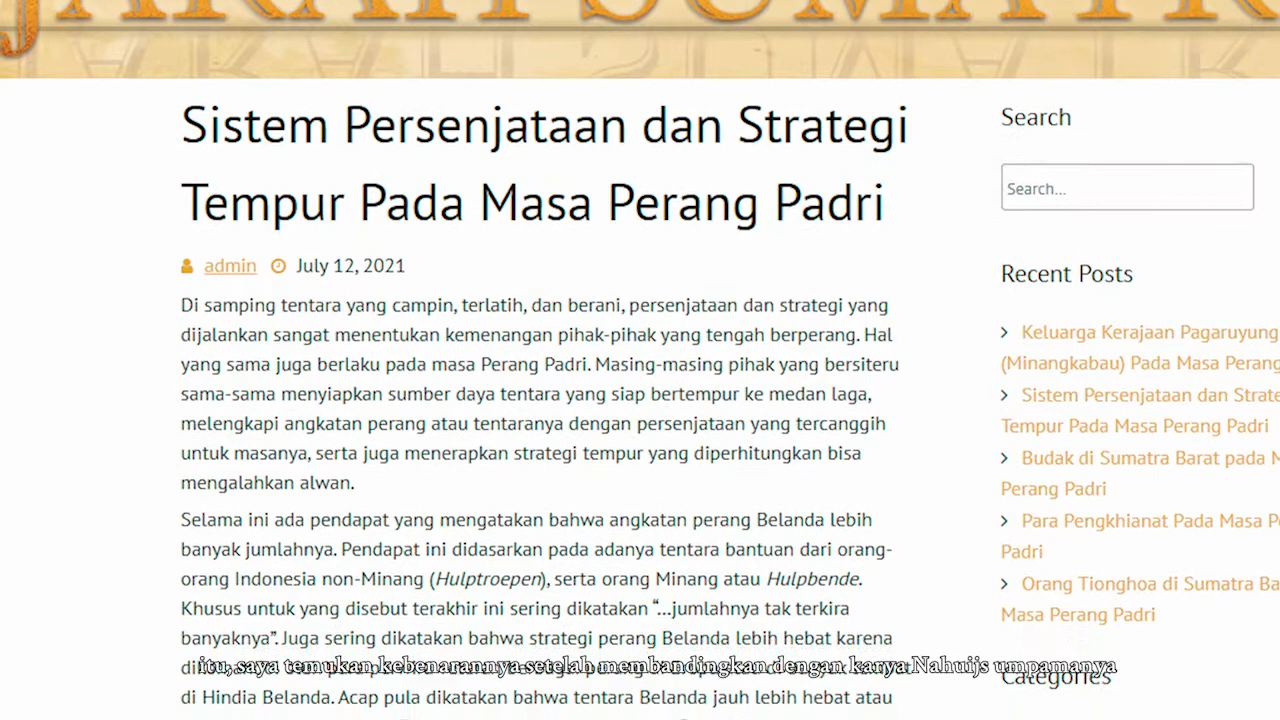 Sistem Persenjataan dan Strategi
Tempur Pada Masa Perang Padri
admin July 12, 2021
Di samping tentara yang campin, terlatih, dan berani, persenjataan dan strategi yang
dijalankan sangat menentukan kemenangan pihak-pihak yang tengah berperang. Hal
yang sama juga berlaku pada masa Perang Padri. Masing-masing pihak yang bersiteru
sama-sama menyiapkan sumber daya tentara yang siap bertempur ke medan laga,
melengkapi angkatan perang atau tentaranya dengan persenjataan yang tercanggih
untuk masanya, serta juga menerapkan strategi tempur yang diperhitungkan bisa
mengalahkan alwan.
Selama ini ada pendapat yang mengatakan bahwa angkatan perang Belanda lebih
banyak jumlahnya. Pendapat ini didasarkan pada adanya tentara bantuan dari orang-
orang Indonesia non-Minang (Hulptroepen), serta orang Minang atau Hulpbende.
Khusus untuk yang disebut terakhir ini sering dikatakan “...jumlahnya tak terkira
banyaknya”. Juga sering dikatakan bahwa strategi perang Belanda lebih hebat karena
di Hindia Belanda. Acap pula dikatakan bahwa tentara Belanda jauh lebih hebat atau
Search
Search...
Recent Posts
Keluarga Kerajaan Pagaruyung
(Minangkabau) Pada Masa Perang
Sistem Persenjataan dan Strate
Tempur Pada Masa Perang Padri
Budak di Sumatra Barat pada M
Perang Padri
Para Pengkhianat Pada Masa Pe
Padri
Orang Tionghoa di Sumatra Ba
Masa Perang Padri
Categories
itu, saya temukan kebenarannya setelah membandingkan dengan karya Nahuijs umpamanya